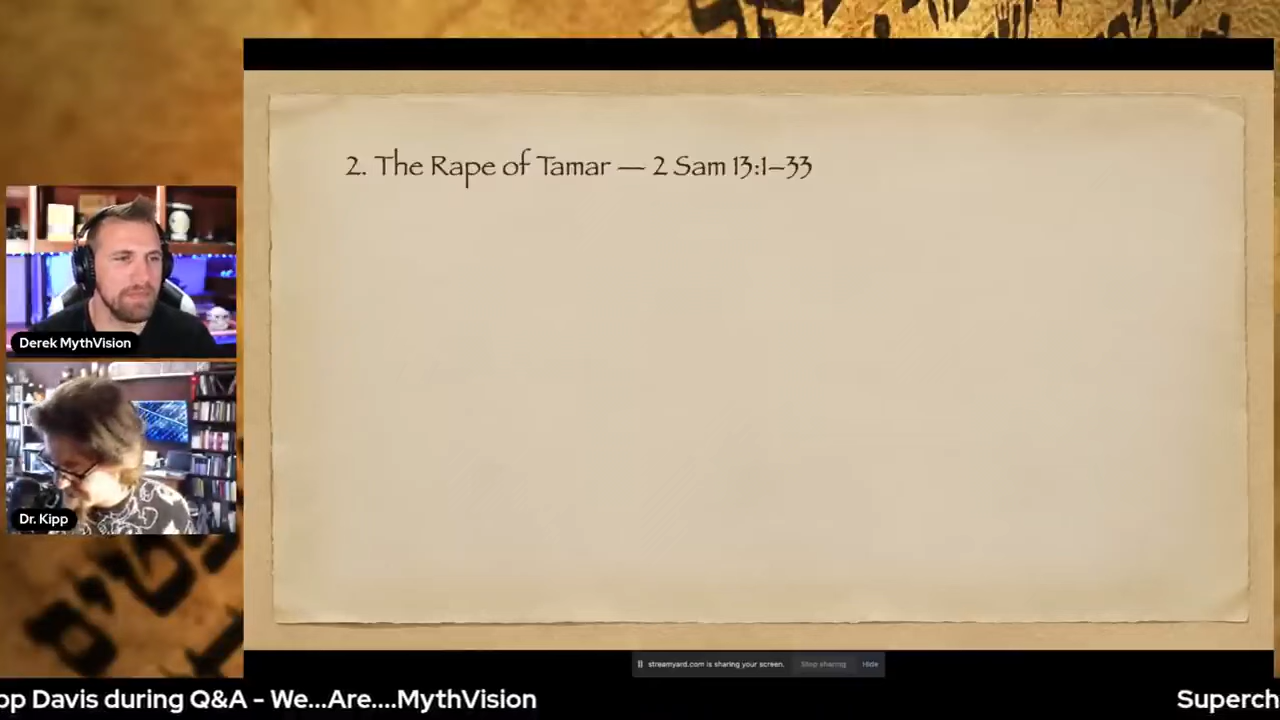 2. The Rape of Tamar — 2 Sam 13:1–33
Derek MythVision
Dr. Kipp
streamyard.com is sharing your screen. Stop sharing Hide
op Davis during Q&A - We...Are....MythVision Superch